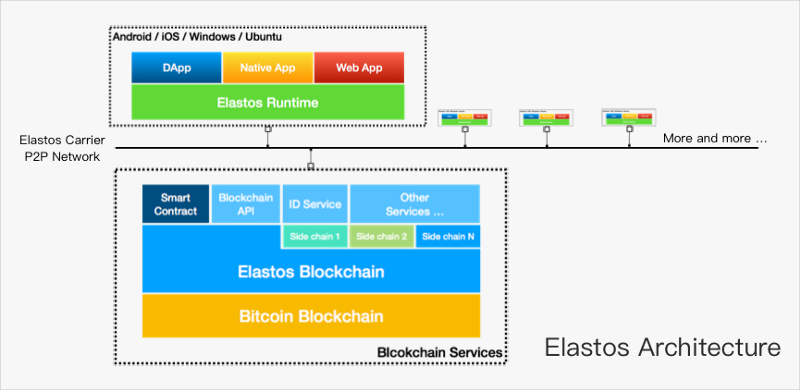 Android / iOS / Windows / Ubuntu
DApp
Native App
Web App
Elastos Runtime
Elastos Carrier
P2P Network
More and more ...
Smart
Contract
Blockchain
API
ID Service
Other
Services ...
Side chain 1
Side chain 2
Side chain N
Elastos Blockchain
Bitcoin Blockchain
Blcokchain Services
Elastos Architecture